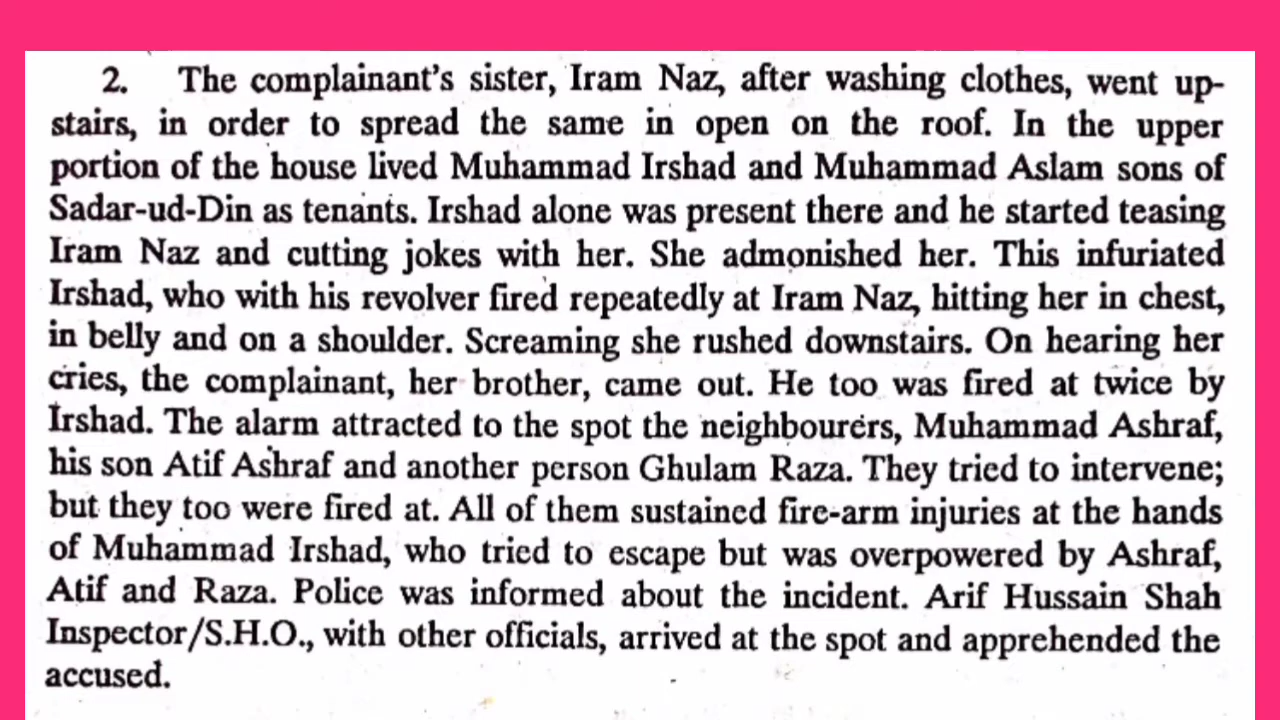 2. The complainant's sister, Iram Naz, after washing clothes, went up-
stairs, in order to spread the same in open on the roof. In the upper
portion of the house lived Muhammad Irshad and Muhammad Aslam sons of
Sadar-ud-Din as tenants. Irshad alone was present there and he started teasing
Iram Naz and cutting jokes with her. She admonished her. This infuriated
Irshad, who with his revolver fired repeatedly at Iram Naz, hitting her in chest,
in belly and on a shoulder. Screaming she rushed downstairs. On hearing her
cries, the complainant, her brother, came out. He too was fired at twice by
Irshad. The alarm attracted to the spot the neighbourers, Muhammad Ashraf,
his son Atif Ashraf and another person Ghulam Raza. They tried to intervene;
but they too were fired at. All of them sustained fire-arm injuries at the hands
of Muhammad Irshad, who tried to escape but was overpowered by Ashraf,
Atif and Raza. Police was informed about the incident. Arif Hussain Shah
Inspector/S.H.O., with other officials, arrived at the spot and apprehended the
accused.